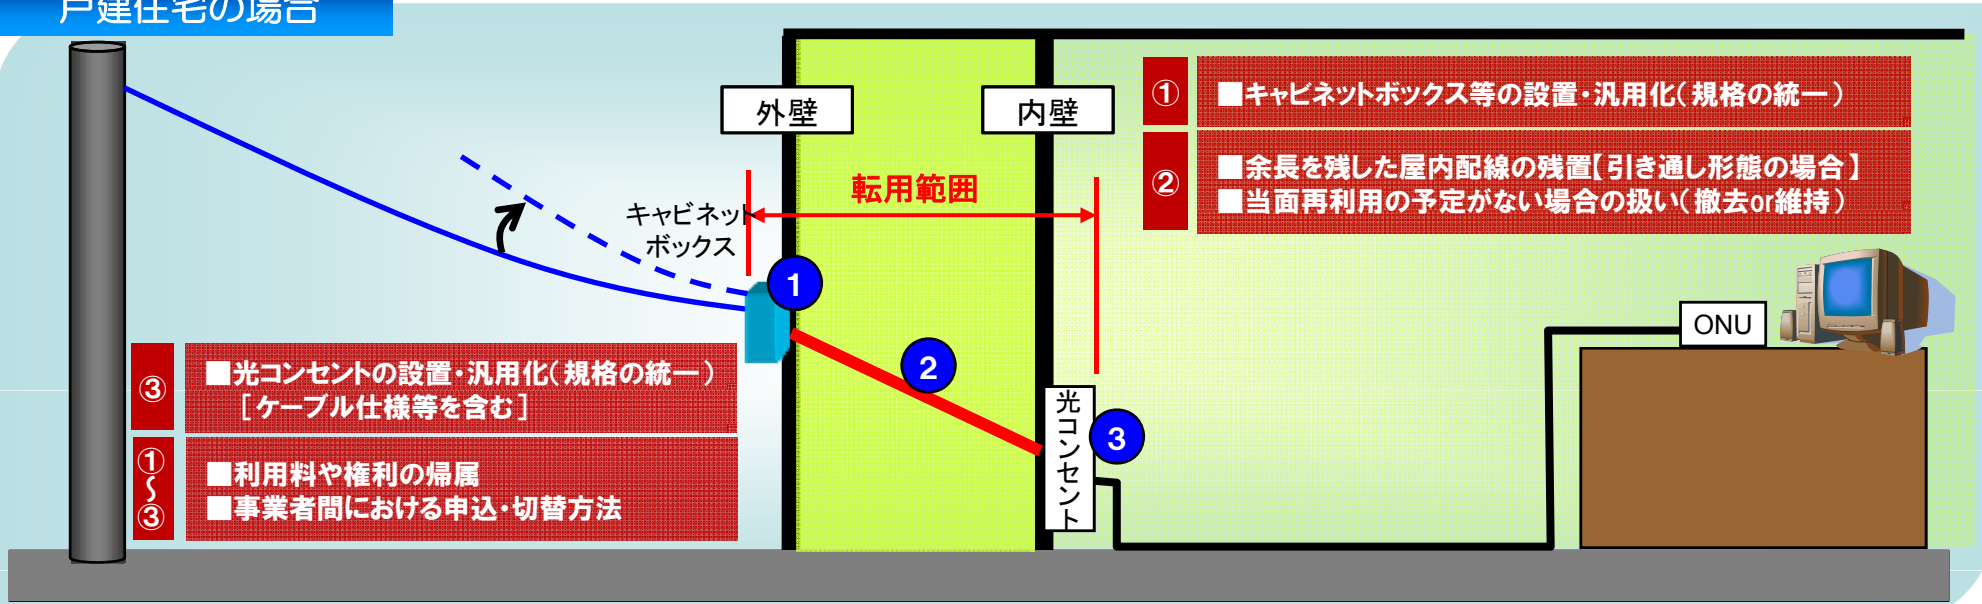 戸建住宅の場合
外壁
内壁
転用範囲
キャビネット
ボックス
①
■キャビネットボックス等の設置・汎用化(規格の統一)
②
■余長を残した屋内配線の残置【引き通し形態の場合】
■当面再利用の予定がない場合の扱い(撤去or維持)
1
2
3
光コンセント
ONU
③
■光コンセントの設置・汎用化(規格の統一)
[ケーブル仕様等を含む]
①～③
■利用料や権利の帰属
■事業者間における申込・切替方法